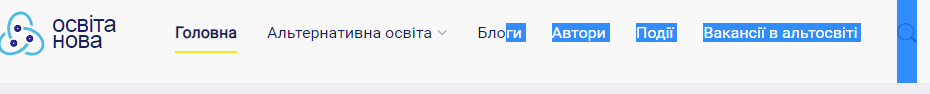 освіта
нова
Головна Альтернативна освіта Блоги Автори Події Вакансії в альтосвіті